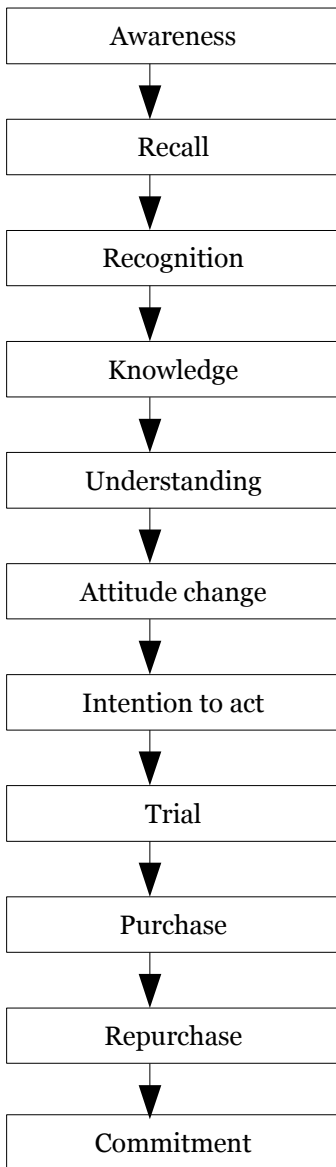 Awareness
Recall
Recognition
Knowledge
Understanding
Attitude change
Intention to act
Trial
Purchase
Repurchase
Commitment